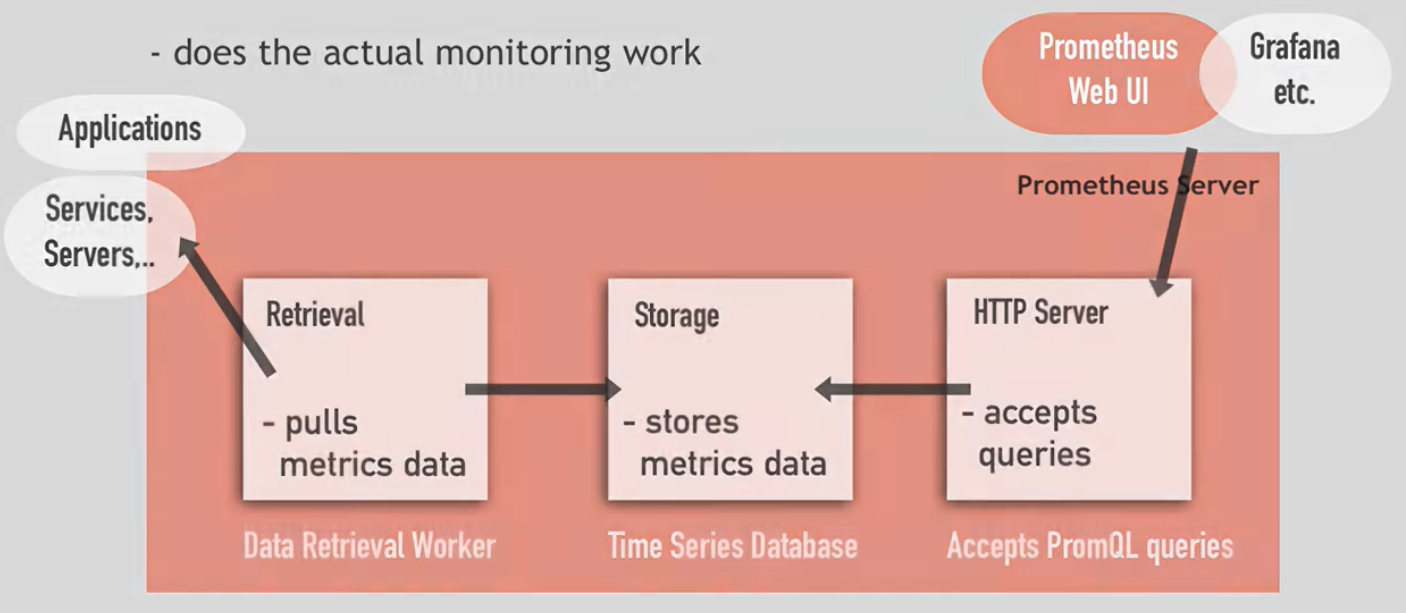 - does the actual monitoring work
Prometheus
Web UI
Grafana
etc.
Applications
Services,
Servers,..
Prometheus Server
Retrieval
- pulls
metrics data
Data Retrieval Worker
Storage
- stores
metrics data
Time Series Database
HTTP Server
- accepts
queries
Accepts PromQL queries